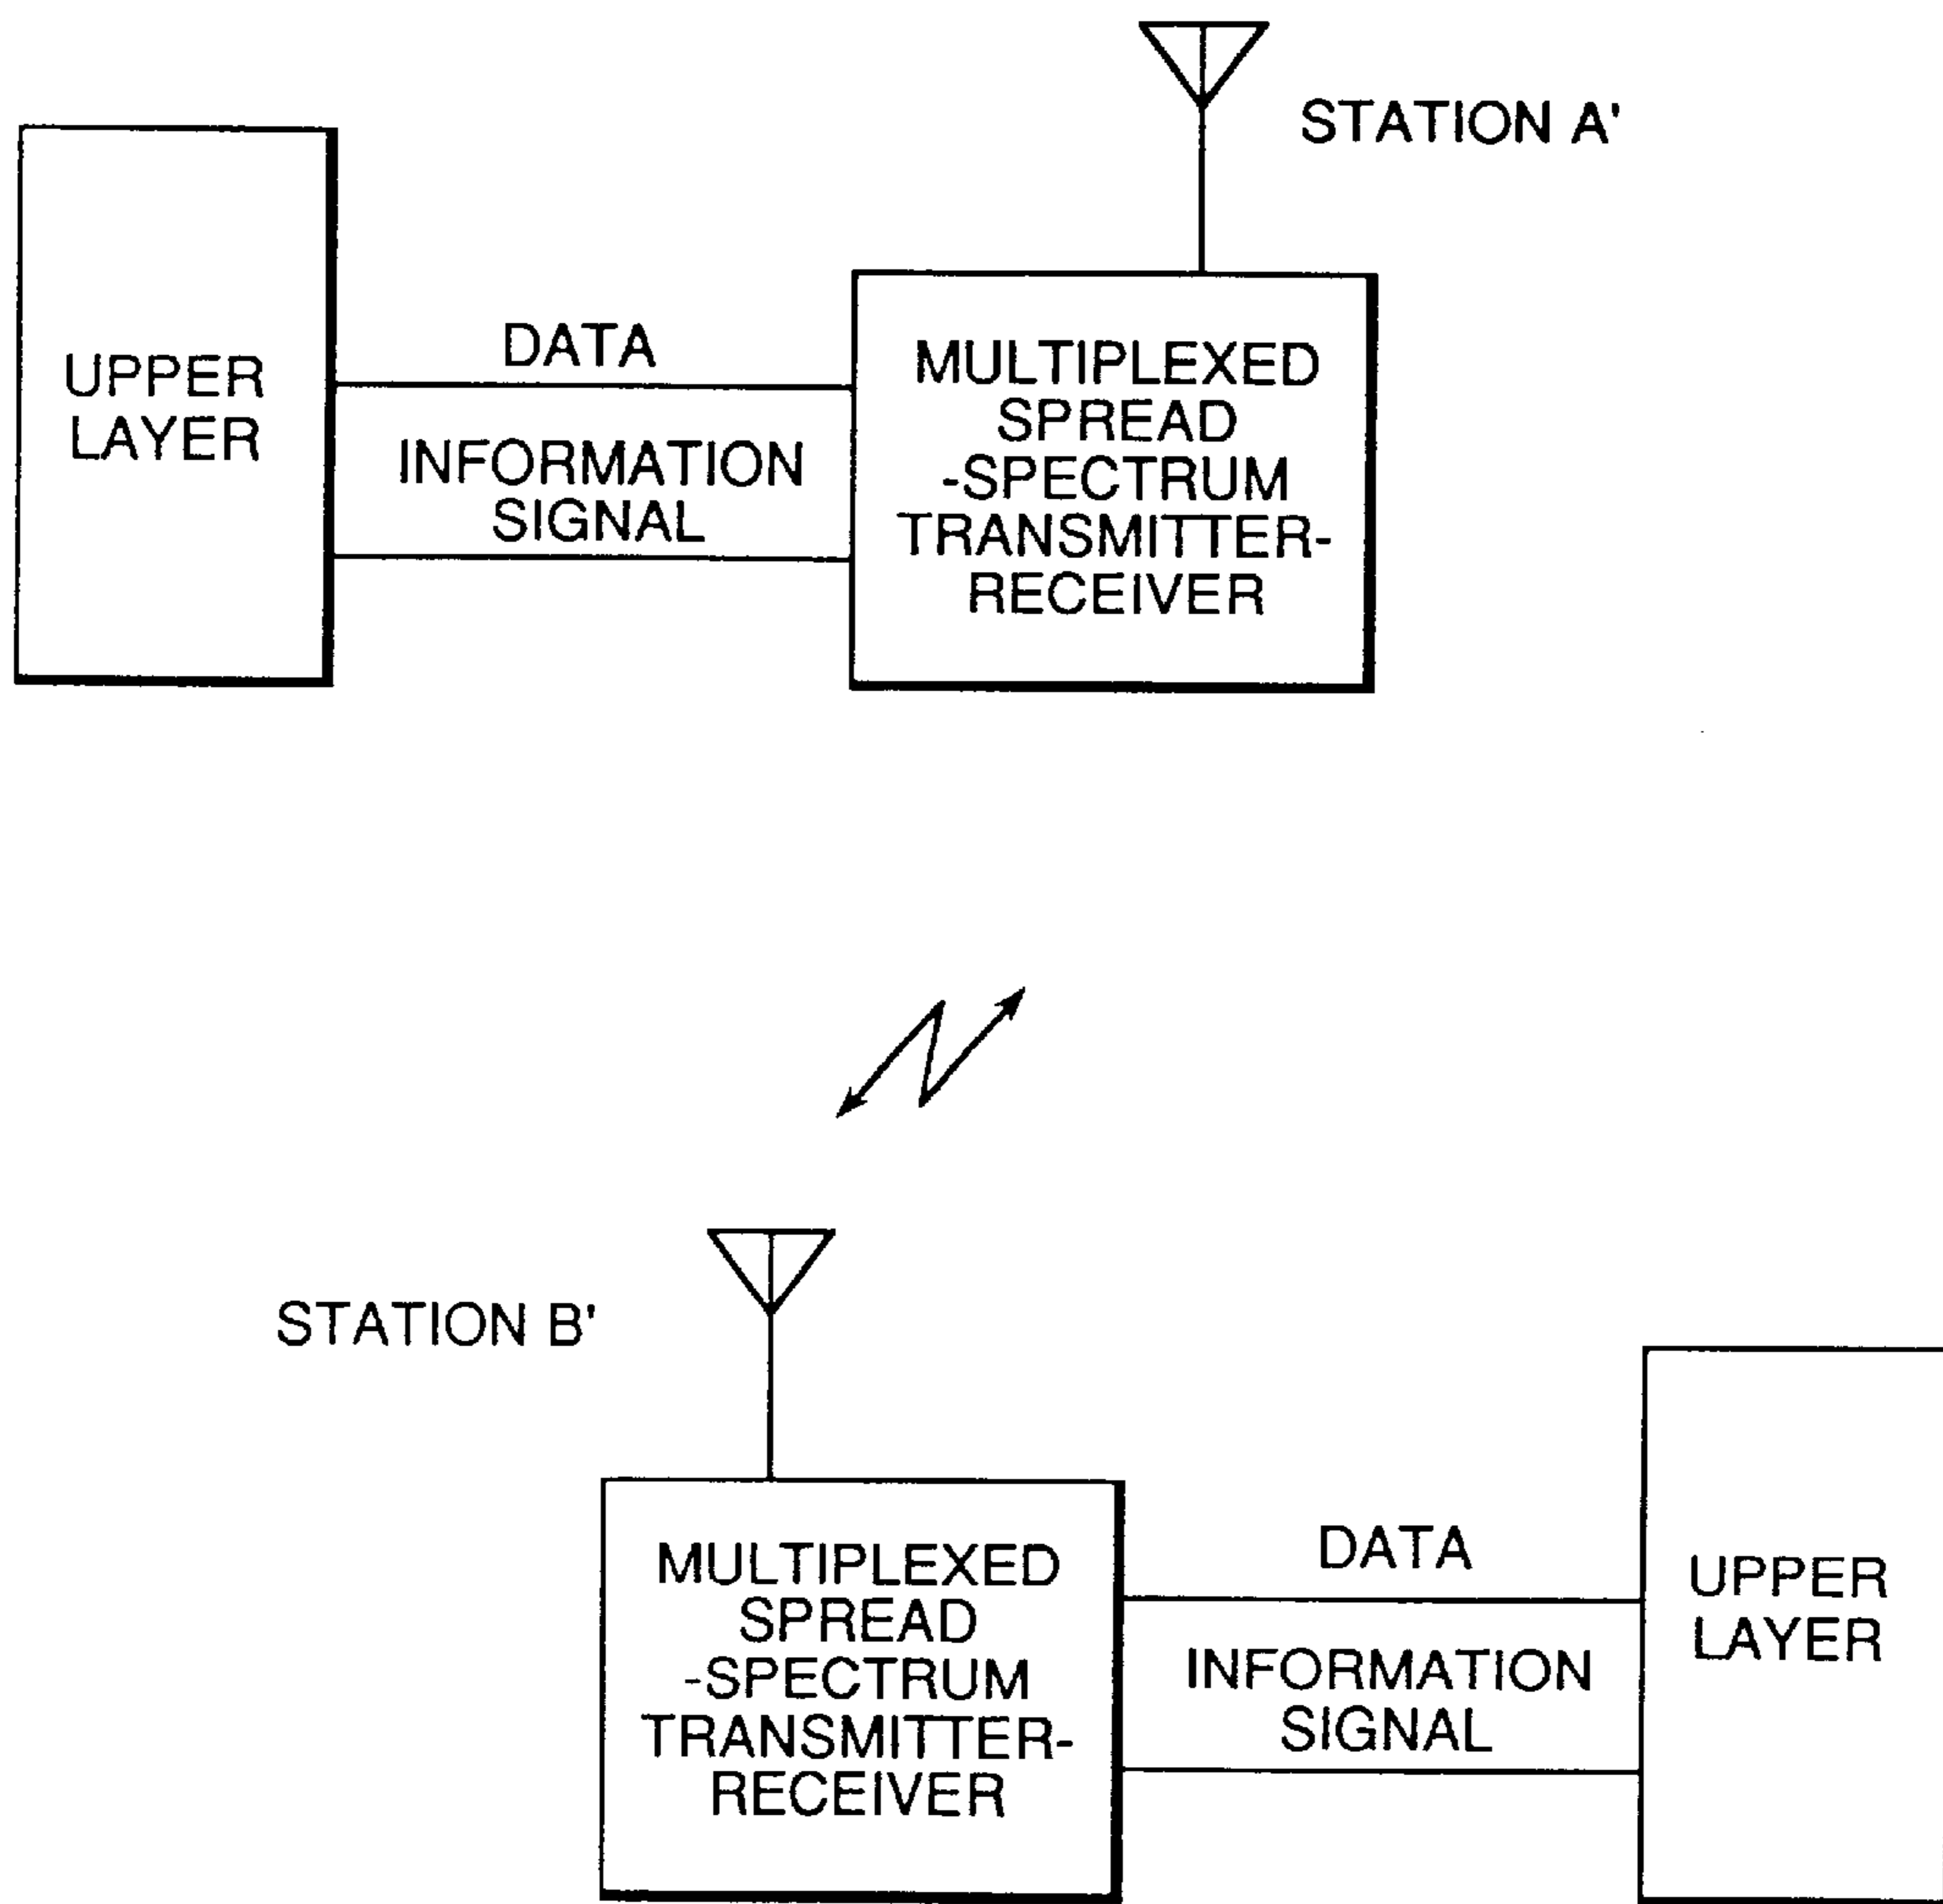 STATION A'
UPPER
LAYER
DATA
INFORMATION
SIGNAL
MULTIPLEXED
SPREAD
-SPECTRUM
TRANSMITTER-
RECEIVER
STATION B'
MULTIPLEXED
SPREAD
-SPECTRUM
TRANSMITTER-
RECEIVER
DATA
INFORMATION
SIGNAL
UPPER
LAYER